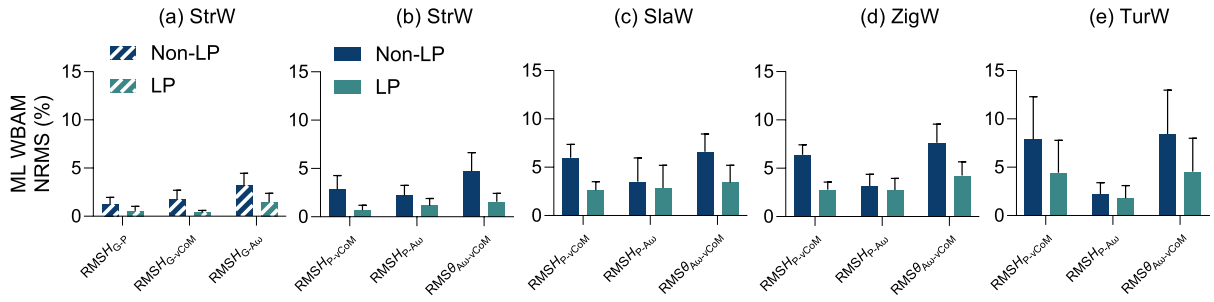 (a) StrW
(b) StrW
(c) SlaW
(d) ZigW
(e) TurW
Non-LP
LP
Non-LP
LP
ML WBAM
NRMS (%)
15
10
5
0
RMSH_G-P
RMSH_G-vCoM
RMSH_G-Aω
15
10
5
0
RMSH_P-vCoM
RMSH_P-Aω
RMSθ_Aω-vCoM
15
10
5
0
RMSH_P-vCoM
RMSH_P-Aω
RMSθ_Aω-vCoM
15
10
5
0
RMSH_P-vCoM
RMSH_P-Aω
RMSθ_Aω-vCoM
15
10
5
0
RMSH_P-vCoM
RMSH_P-Aω
RMSθ_Aω-vCoM